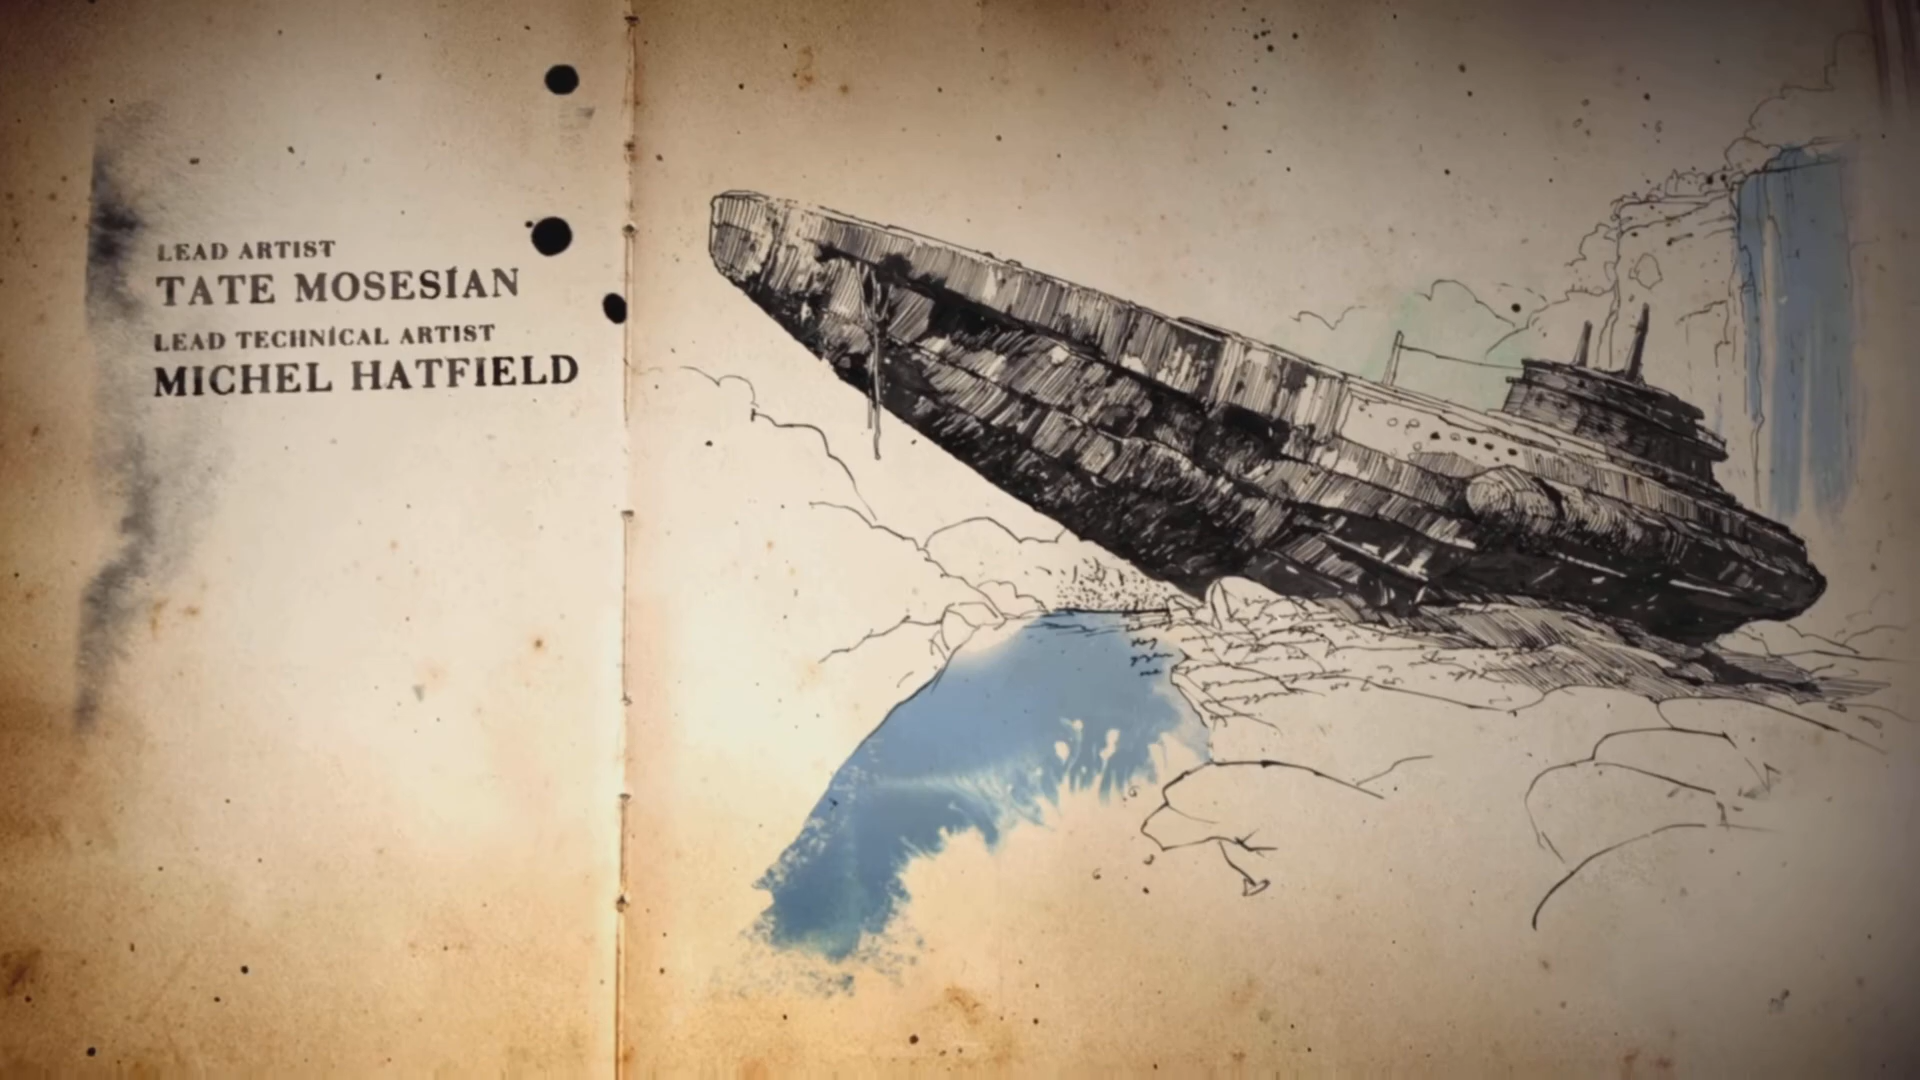 LEAD ARTIST
TATE MOSESIAN
LEAD TECHNICAL ARTIST
MICHEL HATFIELD